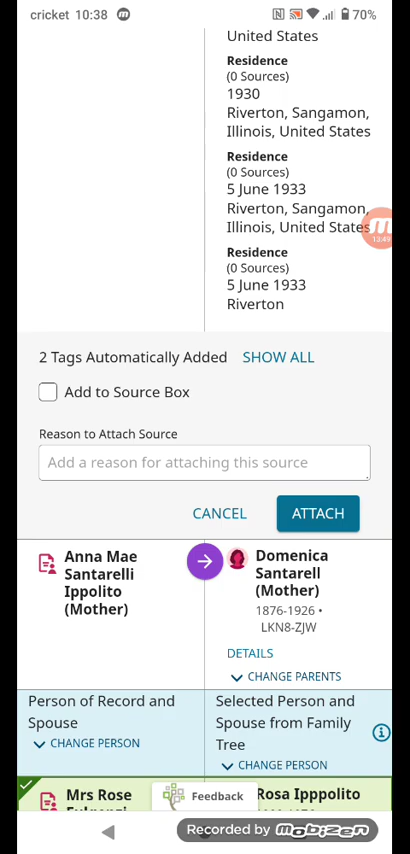 cricket 10:38
70%
United States
Residence
(0 Sources)
1930
Riverton, Sangamon,
Illinois, United States
Residence
(0 Sources)
5 June 1933
Riverton, Sangamon,
Illinois, United States
13:49
Residence
(0 Sources)
5 June 1933
Riverton
2 Tags Automatically Added SHOW ALL
Add to Source Box
Reason to Attach Source
Add a reason for attaching this source
CANCEL ATTACH
Anna Mae
Santarelli
Ippolito
(Mother)
Domenica
Santarell
(Mother)
1876-1926 •
LKN8-ZJW
DETAILS
CHANGE PARENTS
Person of Record and
Spouse
CHANGE PERSON
Selected Person and
Spouse from Family
Tree
CHANGE PERSON
Mrs Rose
Feedback
Rosa Ipppolito
Recorded by mobizen